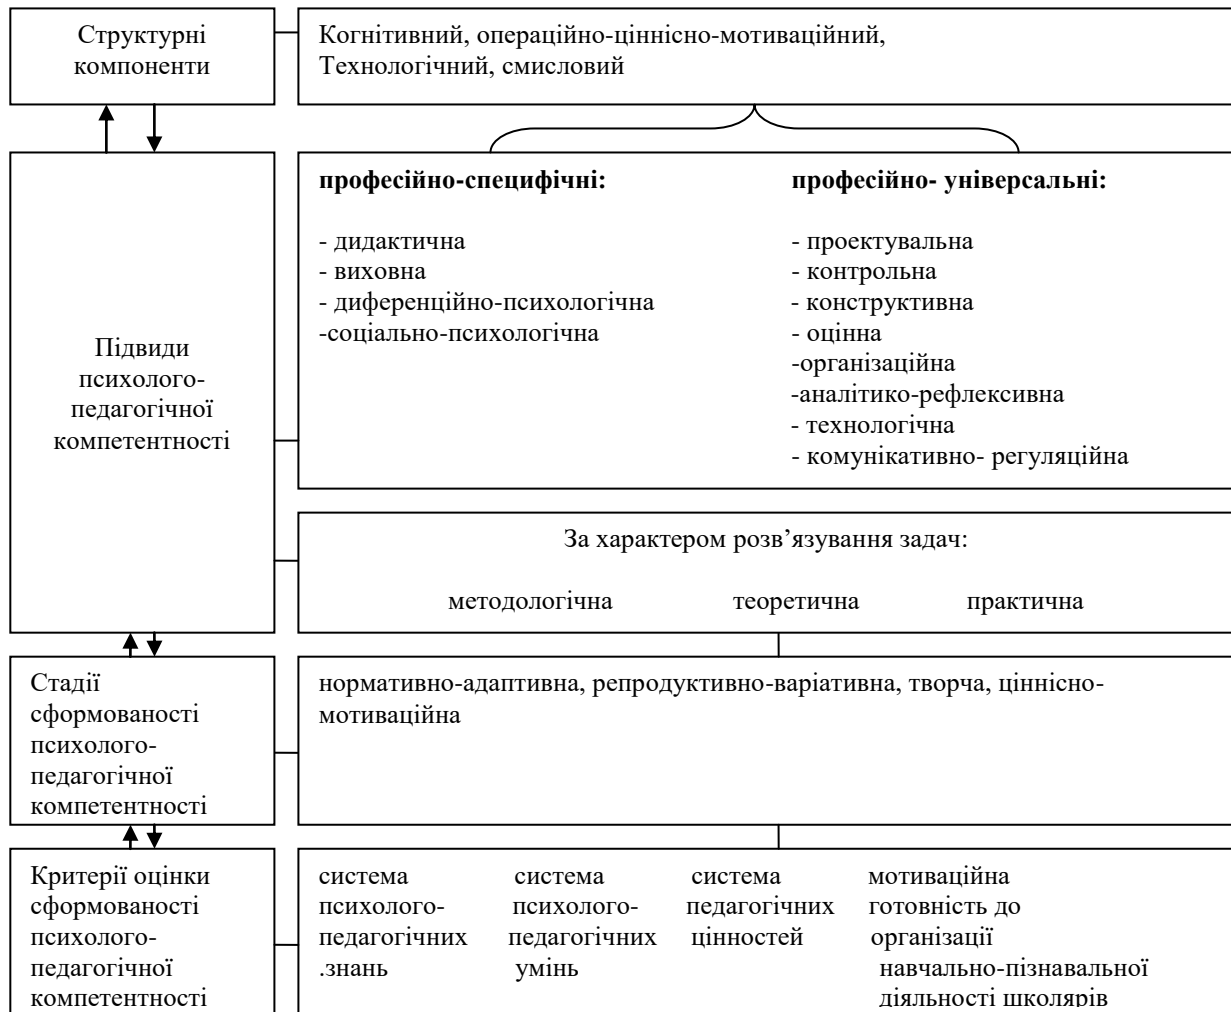 Структурні
компоненти
Когнітивний, операційно-ціннісно-мотиваційний,
Технологічний, смисловий
Підвиди
психолого-
педагогічної
компетентності
професійно-специфічні:
- дидактична
- виховна
- диференційно-психологічна
-соціально-психологічна
професійно- універсальні:
- проектувальна
- контрольна
- конструктивна
- оцінна
-організаційна
-аналітико-рефлексивна
- технологічна
- комунікативно- регуляційна
За характером розв’язування задач:
методологічна теоретична практична
Стадії
сформованості
психолого-
педагогічної
компетентності
нормативно-адаптивна, репродуктивно-варіативна, творча, ціннісно-
мотиваційна
Критерії оцінки
сформованості
психолого-
педагогічної
компетентності
система
психолого-
педагогічних
.знань
система
психолого-
педагогічних
умінь
система
педагогічних
цінностей
мотиваційна
готовність до
організації
навчально-пізнавальної
діяльності школярів